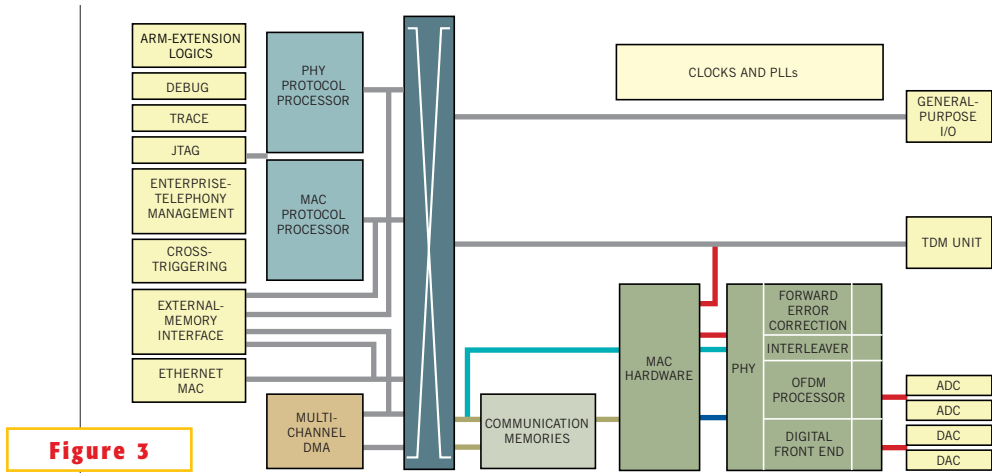 ARM-EXTENSION
LOGICS
DEBUG
TRACE
JTAG
ENTERPRISE-
TELEPHONY
MANAGEMENT
CROSS-
TRIGGERING
EXTERNAL-
MEMORY
INTERFACE
ETHERNET
MAC
PHY
PROTOCOL
PROCESSOR
MAC
PROTOCOL
PROCESSOR
MULTI-
CHANNEL
DMA
CLOCKS AND PLLs
GENERAL-
PURPOSE
I/O
TDM UNIT
COMMUNICATION
MEMORIES
MAC
HARDWARE
PHY
FORWARD
ERROR
CORRECTION
INTERLEAVER
OFDM
PROCESSOR
DIGITAL
FRONT END
ADC
ADC
DAC
DAC
Figure 3